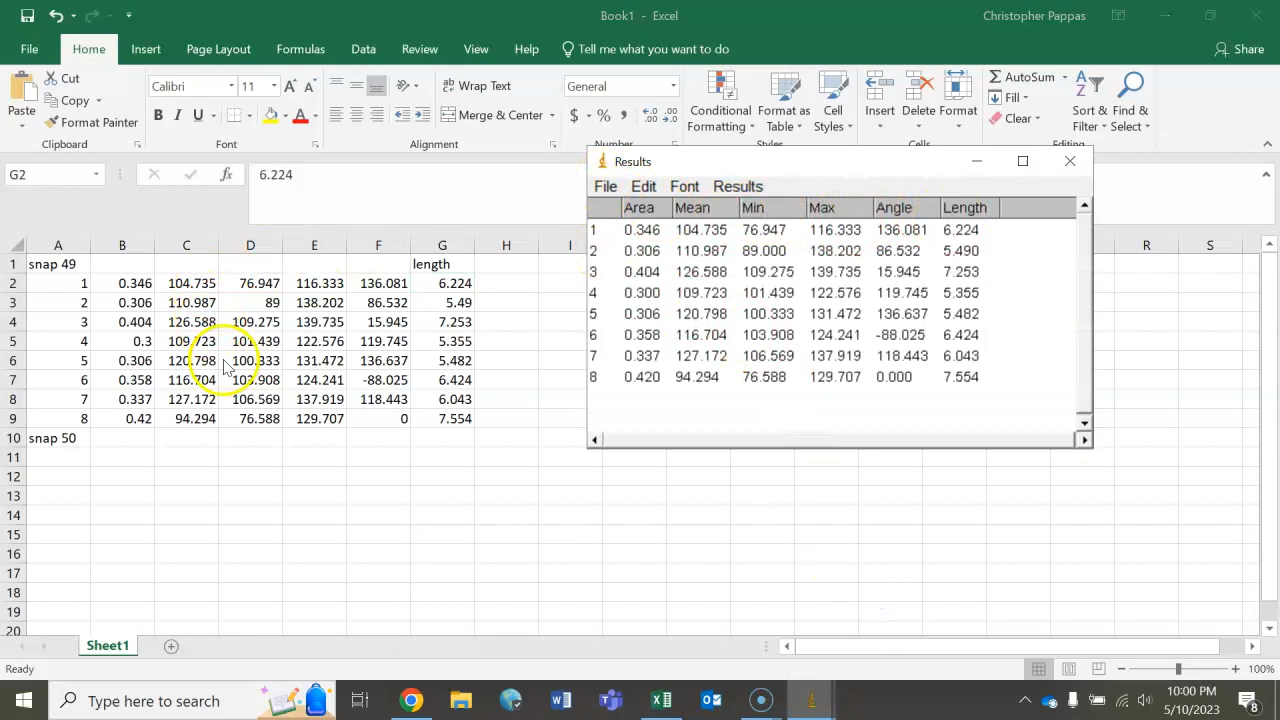 Book1 - Excel
Christopher Pappas
File Home Insert Page Layout Formulas Data Review View Help Tell me what you want to do Share
Paste
Cut
Copy
Format Painter
Clipboard
Calibri 11
B I U
Font
Wrap Text
Merge & Center
Alignment
General
$ % ,
Number
Conditional Formatting
Format as Table
Cell Styles
Styles
Insert Delete Format
Cells
AutoSum
Fill
Clear
Sort & Filter
Find & Select
Editing
G2 fx 6.224
A B C D E F G H I R S
1 snap 49 length
2 1 0.346 104.735 76.947 116.333 136.081 6.224
3 2 0.306 110.987 89 138.202 86.532 5.49
4 3 0.404 126.588 109.275 139.735 15.945 7.253
5 4 0.3 109.723 101.439 122.576 119.745 5.355
6 5 0.306 120.798 100.333 131.472 136.637 5.482
7 6 0.358 116.704 103.908 124.241 -88.025 6.424
8 7 0.337 127.172 106.569 137.919 118.443 6.043
9 8 0.42 94.294 76.588 129.707 0 7.554
10 snap 50
11
12
13
14
15
16
17
18
19
20
Results
File Edit Font Results
Area Mean Min Max Angle Length
1 0.346 104.735 76.947 116.333 136.081 6.224
2 0.306 110.987 89.000 138.202 86.532 5.490
3 0.404 126.588 109.275 139.735 15.945 7.253
4 0.300 109.723 101.439 122.576 119.745 5.355
5 0.306 120.798 100.333 131.472 136.637 5.482
6 0.358 116.704 103.908 124.241 -88.025 6.424
7 0.337 127.172 106.569 137.919 118.443 6.043
8 0.420 94.294 76.588 129.707 0.000 7.554
Sheet1
Ready
100%
Type here to search
10:00 PM
5/10/2023
8